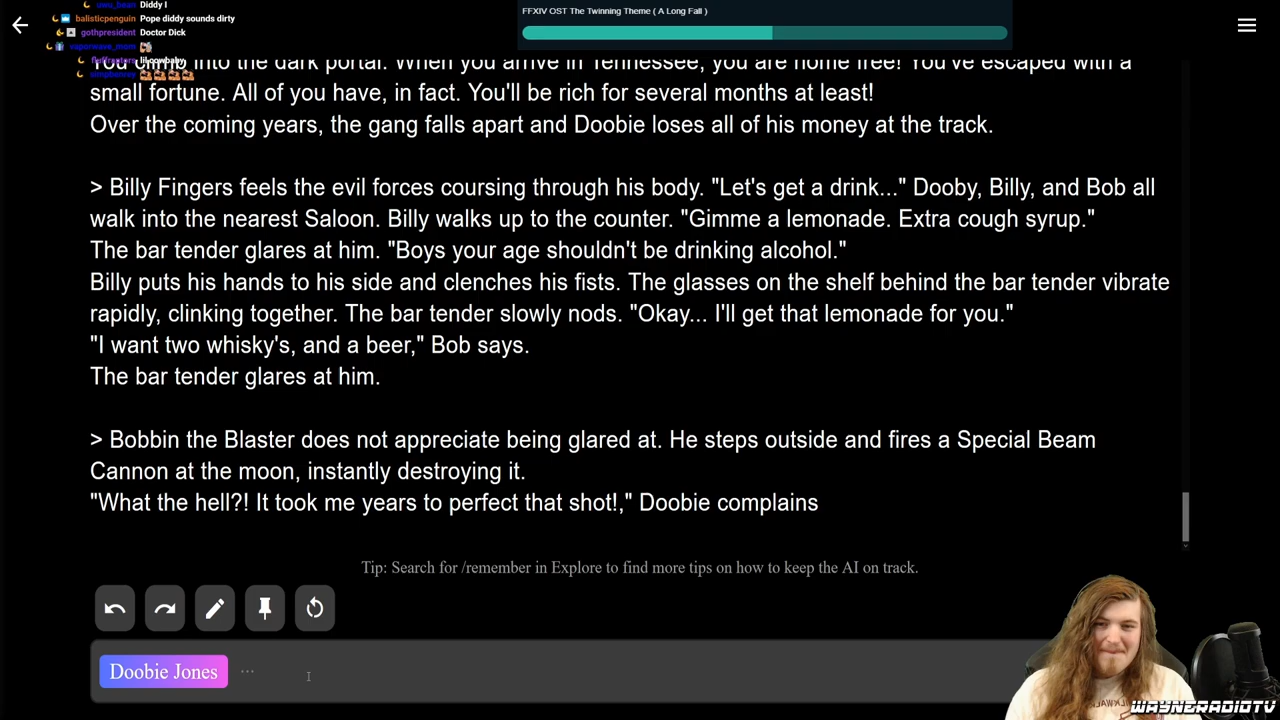 uwu_bean Diddy I
balisticpenguin Pope diddy sounds dirty
gothpresident Doctor Dick
vaporwave_mom
lil cowbaby
simpbenrey
FFXIV OST The Twinning Theme ( A Long Fall )
You climb into the dark portal. When you arrive in Tennessee, you are home free! You've escaped with a
small fortune. All of you have, in fact. You'll be rich for several months at least!
Over the coming years, the gang falls apart and Doobie loses all of his money at the track.
> Billy Fingers feels the evil forces coursing through his body. "Let's get a drink..." Dooby, Billy, and Bob all
walk into the nearest Saloon. Billy walks up to the counter. "Gimme a lemonade. Extra cough syrup."
The bar tender glares at him. "Boys your age shouldn't be drinking alcohol."
Billy puts his hands to his side and clenches his fists. The glasses on the shelf behind the bar tender vibrate
rapidly, clinking together. The bar tender slowly nods. "Okay... I'll get that lemonade for you."
"I want two whisky's, and a beer," Bob says.
The bar tender glares at him.
> Bobbin the Blaster does not appreciate being glared at. He steps outside and fires a Special Beam
Cannon at the moon, instantly destroying it.
"What the hell?! It took me years to perfect that shot!," Doobie complains
Tip: Search for /remember in Explore to find more tips on how to keep the AI on track.
Doobie Jones ...
WAYNERADIOTV